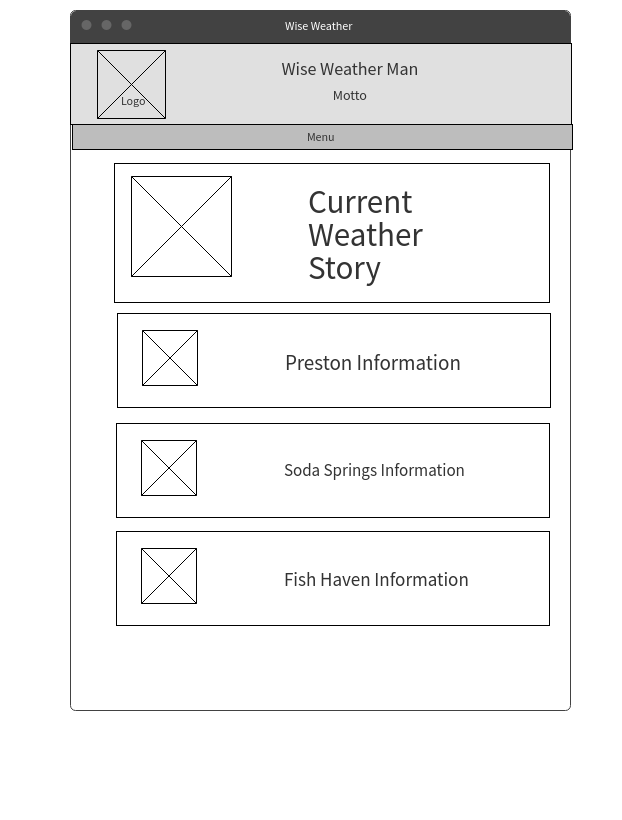 Wise Weather
Wise Weather Man
Logo
Motto
Menu
Current
Weather
Story
Preston Information
Soda Springs Information
Fish Haven Information